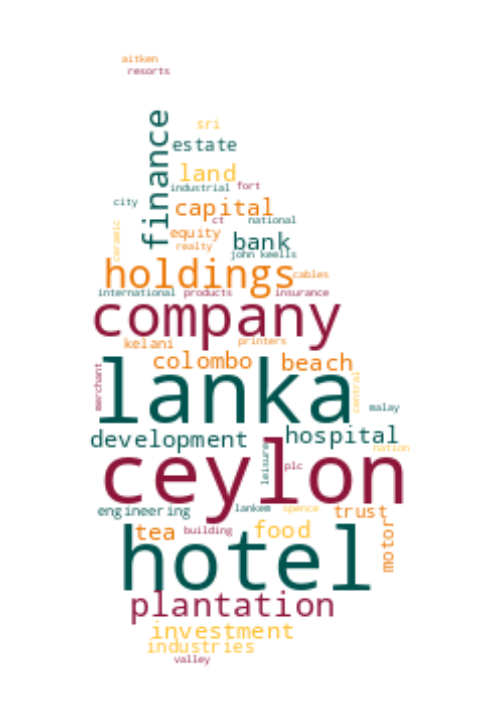 aitken
resorts
finance
sri
estate
land
industrial fort
city
capital
ct national
ceramic
equity
bank
realty
john keells
holdings
cables
international products insurance
company
kelani
printers
colombo beach
merchant
lanka
central
malay
development hospital
nation
ceylon
leisure
plc
engineering lankem spence trust
tea building food
motor
hotel
plantation
investment
industries
valley